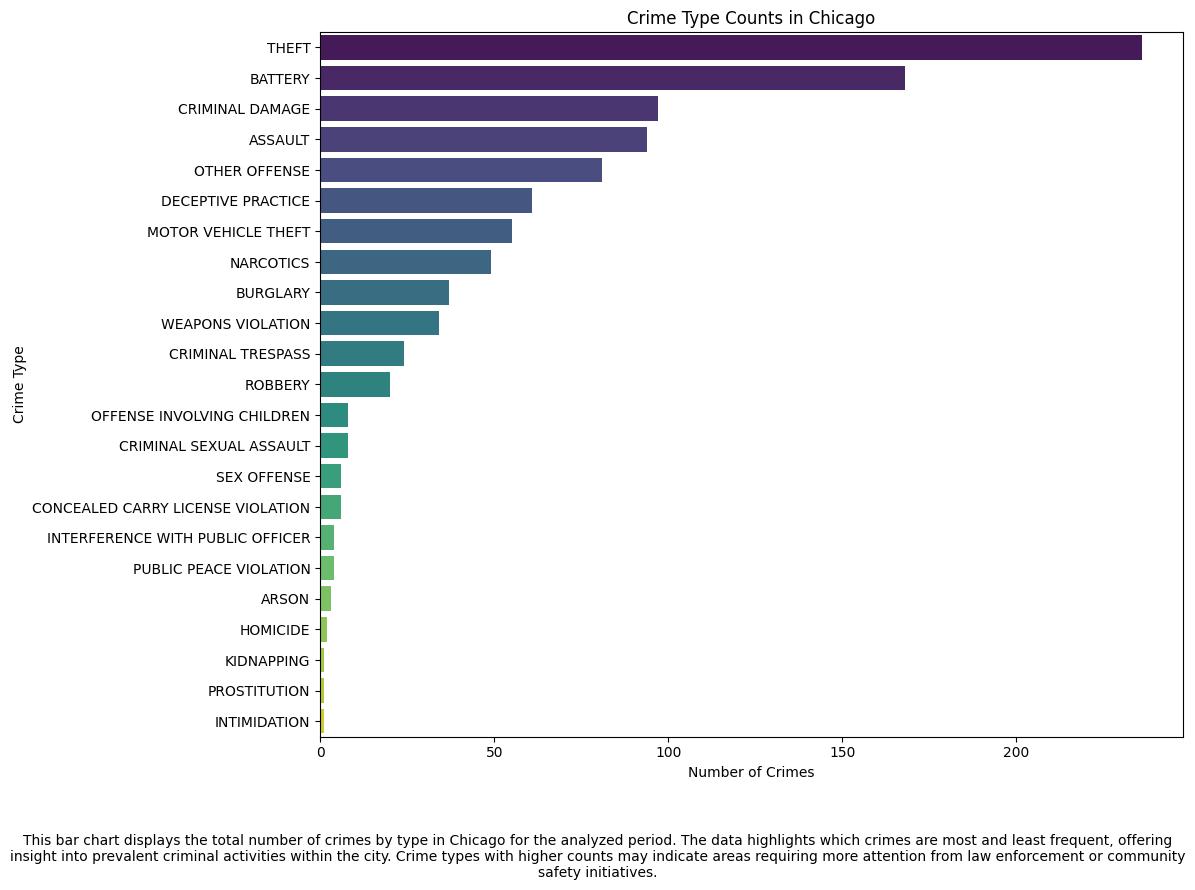 Crime Type Counts in Chicago
THEFT
BATTERY
CRIMINAL DAMAGE
ASSAULT
OTHER OFFENSE
DECEPTIVE PRACTICE
MOTOR VEHICLE THEFT
NARCOTICS
BURGLARY
WEAPONS VIOLATION
CRIMINAL TRESPASS
ROBBERY
OFFENSE INVOLVING CHILDREN
CRIMINAL SEXUAL ASSAULT
SEX OFFENSE
CONCEALED CARRY LICENSE VIOLATION
INTERFERENCE WITH PUBLIC OFFICER
PUBLIC PEACE VIOLATION
ARSON
HOMICIDE
KIDNAPPING
PROSTITUTION
INTIMIDATION
Crime Type
0 50 100 150 200
Number of Crimes
This bar chart displays the total number of crimes by type in Chicago for the analyzed period. The data highlights which crimes are most and least frequent, offering
insight into prevalent criminal activities within the city. Crime types with higher counts may indicate areas requiring more attention from law enforcement or community
safety initiatives.